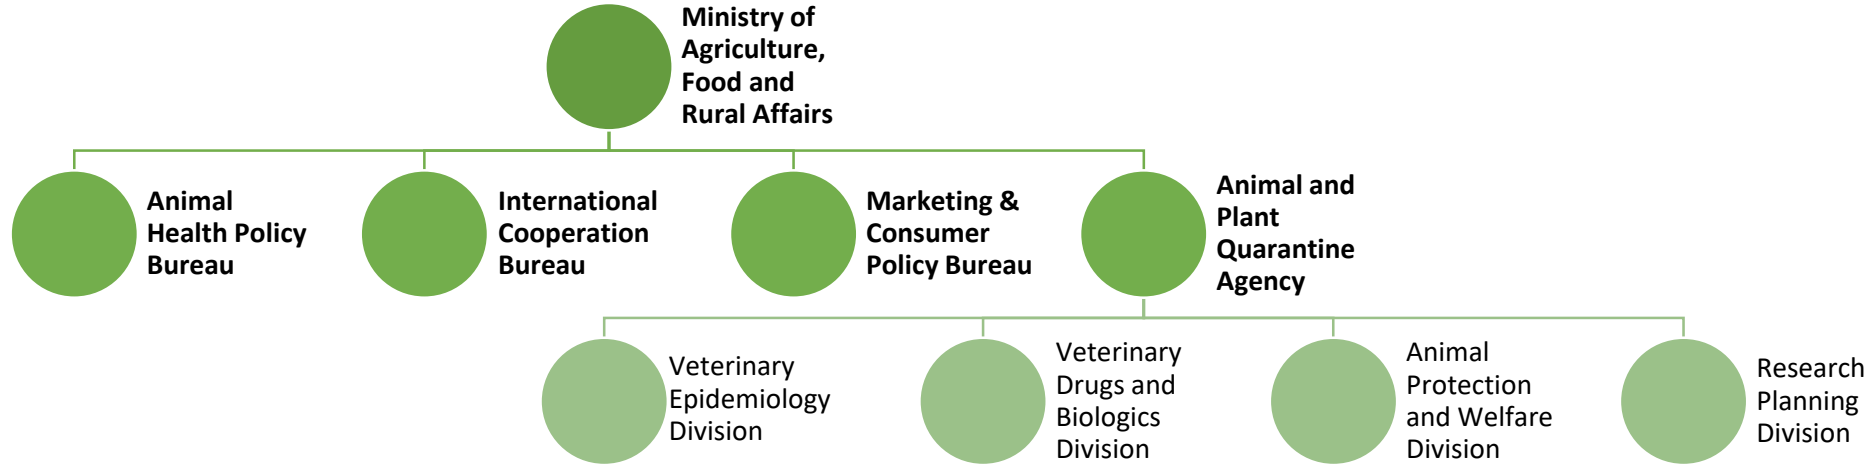 Ministry of
Agriculture,
Food and
Rural Affairs
Animal
Health Policy
Bureau
International
Cooperation
Bureau
Marketing &
Consumer
Policy Bureau
Animal and
Plant
Quarantine
Agency
Veterinary
Epidemiology
Division
Veterinary
Drugs and
Biologics
Division
Animal
Protection
and Welfare
Division
Research
Planning
Division